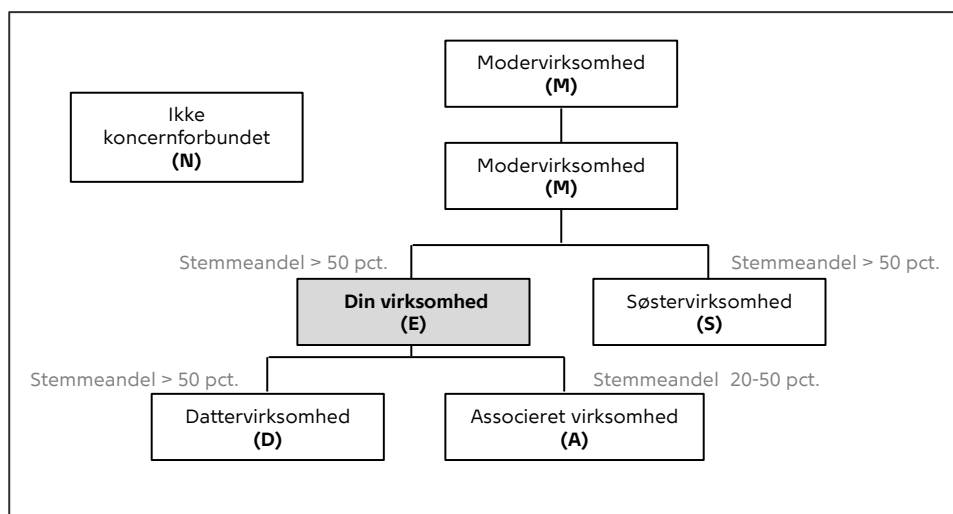 Modervirksomhed
(M)
Ikke
koncernforbundet
(N)
Modervirksomhed
(M)
Stemmeandel > 50 pct.
Stemmeandel > 50 pct.
Din virksomhed
(E)
Søstervirksomhed
(S)
Stemmeandel > 50 pct.
Stemmeandel 20-50 pct.
Dattervirksomhed
(D)
Associeret virksomhed
(A)